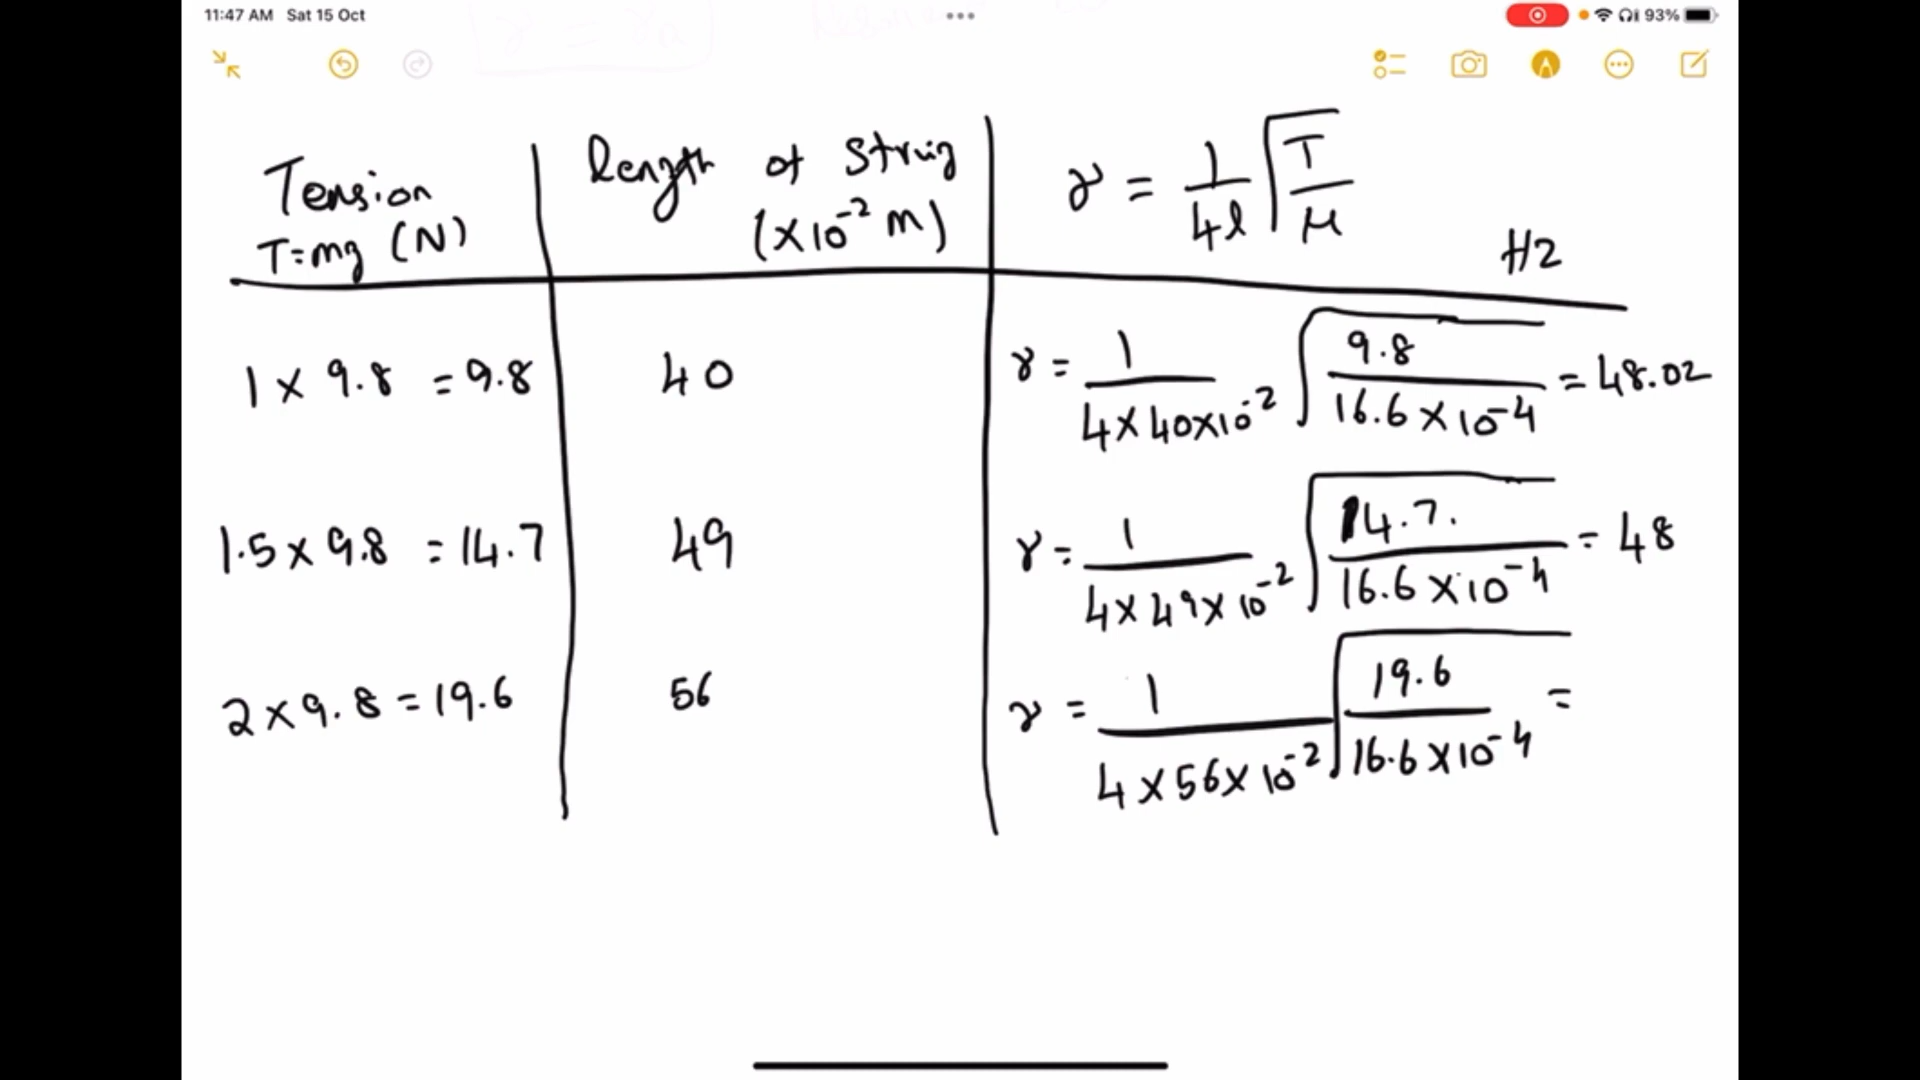 11:47 AM Sat 15 Oct
93%
Tension
T=mg (N)
length of string
(×10⁻² m)
γ = 1/4l √T/μ
Hz
1 × 9.8 = 9.8
40
γ = 1/4×40×10⁻² √9.8/16.6×10⁻⁴ = 48.02
1.5 × 9.8 = 14.7
49
γ = 1/4×49×10⁻² √14.7./16.6×10⁻⁴ = 48
2 × 9.8 = 19.6
56
γ = 1/4×56×10⁻² √19.6/16.6×10⁻⁴ =